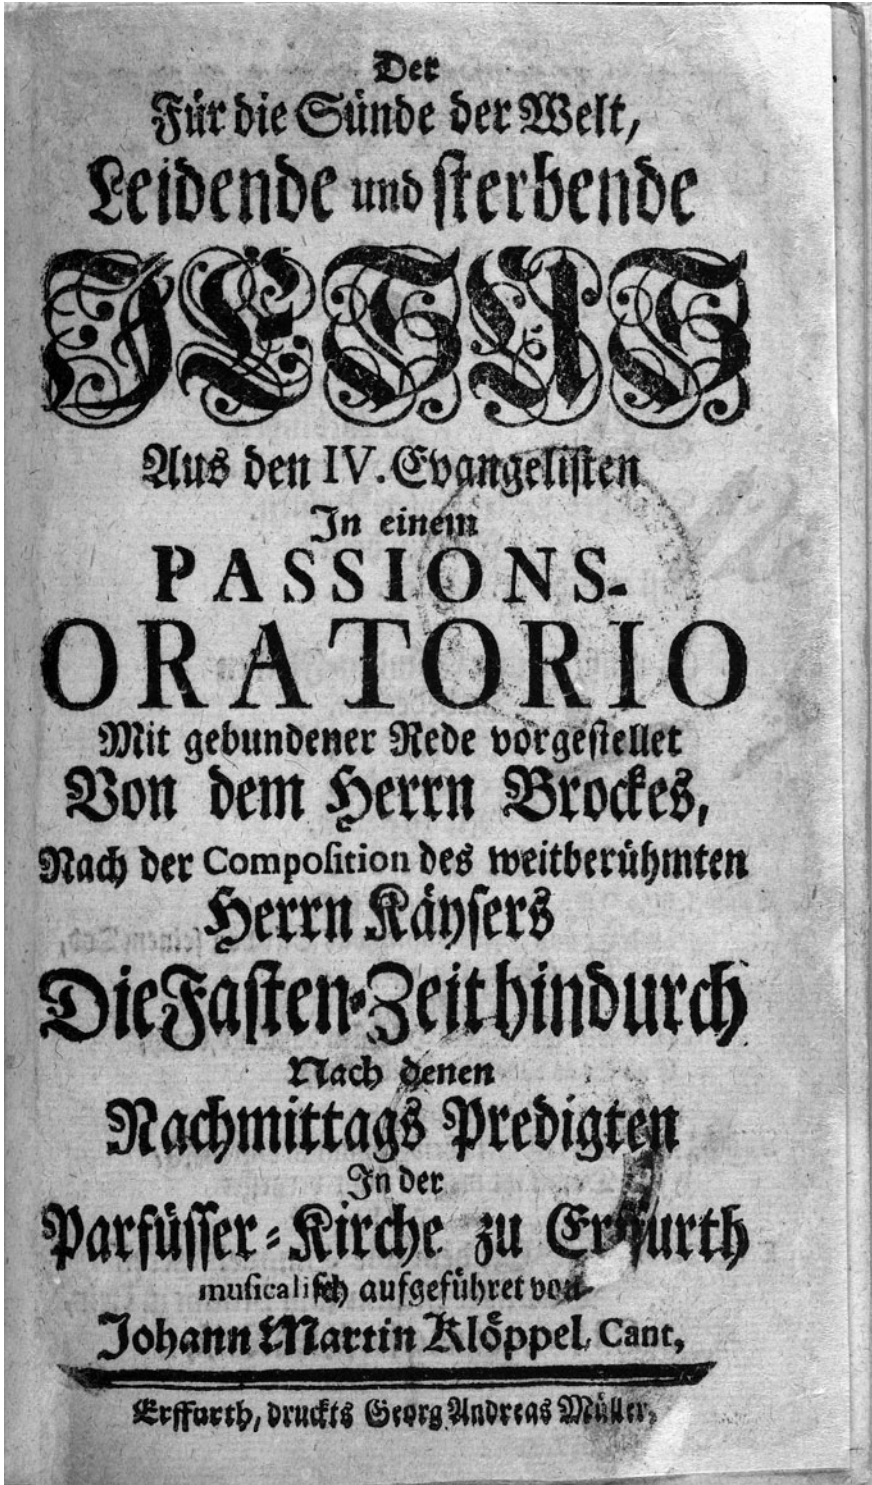 Der
Für die Sünde der Welt,
Leidende und sterbende
JESUS
Aus den IV. Evangelisten
In einem
PASSIONS-
ORATORIO
Mit gebundener Rede vorgestellet
Von dem Herrn Brockes,
Nach der Composition des weitberühmten
Herrn Käysers
Die Fasten-Zeit hindurch
Nach denen
Nachmittags Predigten
In der
Parfüsser-Kirche zu Erffurth
musicalisch aufgeführet von
Johann Martin Klöppel, Cant,
Erffurth, druckts Georg Andreas Müller,